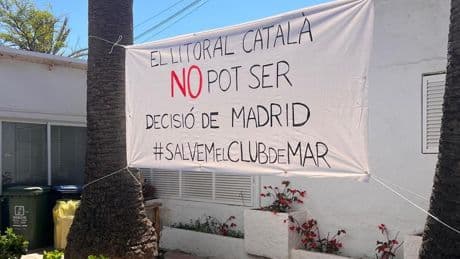 EL LITORAL CATALÀ
NO POT SER
DECISIÓ DE MADRID
#SALVEMELCLUBDEMAR